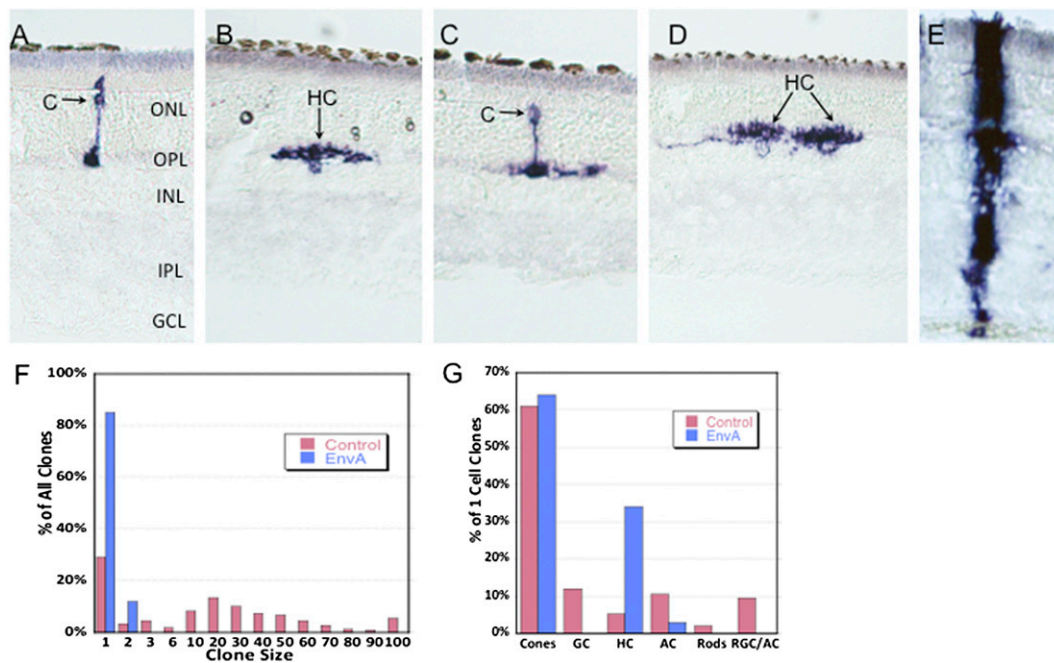 A
B
C
D
E
C
HC
C
HC
ONL
OPL
INL
IPL
GCL
F
100%
80%
60%
40%
20%
0%
% of All Clones
Control
EnvA
1 2 3 6 10 20 30 40 50 60 70 80 90 100
Clone Size
G
70%
60%
50%
40%
30%
20%
10%
0%
% of 1 Cell Clones
Control
EnvA
Cones GC HC AC Rods RGC/AC